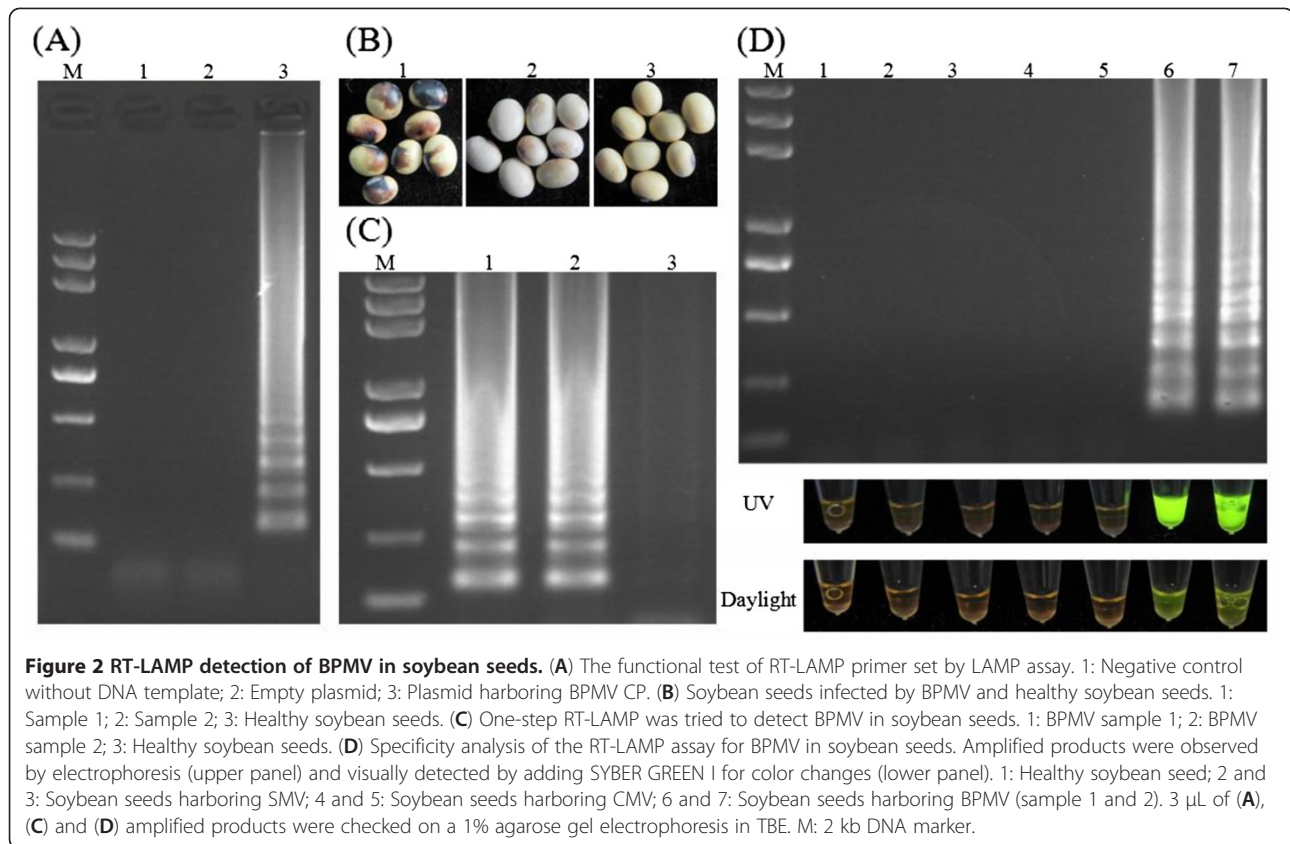 (A)
M 1 2 3
(B)
1 2 3
(C)
M 1 2 3
(D)
M 1 2 3 4 5 6 7
UV
Daylight
Figure 2 RT-LAMP detection of BPMV in soybean seeds. (A) The functional test of RT-LAMP primer set by LAMP assay. 1: Negative control
without DNA template; 2: Empty plasmid; 3: Plasmid harboring BPMV CP. (B) Soybean seeds infected by BPMV and healthy soybean seeds. 1:
Sample 1; 2: Sample 2; 3: Healthy soybean seeds. (C) One-step RT-LAMP was tried to detect BPMV in soybean seeds. 1: BPMV sample 1; 2: BPMV
sample 2; 3: Healthy soybean seeds. (D) Specificity analysis of the RT-LAMP assay for BPMV in soybean seeds. Amplified products were observed
by electrophoresis (upper panel) and visually detected by adding SYBER GREEN I for color changes (lower panel). 1: Healthy soybean seed; 2 and
3: Soybean seeds harboring SMV; 4 and 5: Soybean seeds harboring CMV; 6 and 7: Soybean seeds harboring BPMV (sample 1 and 2). 3 μL of (A),
(C) and (D) amplified products were checked on a 1% agarose gel electrophoresis in TBE. M: 2 kb DNA marker.